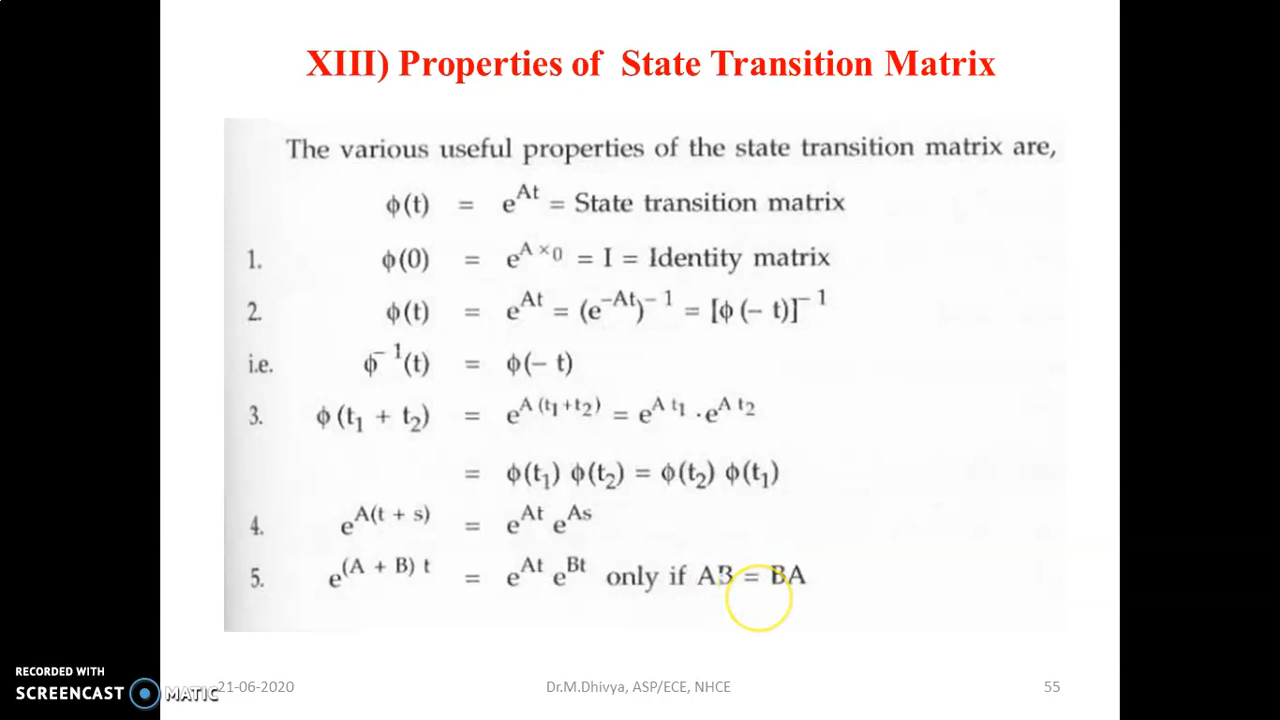 XIII) Properties of State Transition Matrix
The various useful properties of the state transition matrix are,
ϕ(t) = e^{At} = State transition matrix
1. ϕ(0) = e^{A×0} = I = Identity matrix
2. ϕ(t) = e^{At} = (e^{−At})^{−1} = [ϕ(− t)]^{−1}
i.e. ϕ^{−1}(t) = ϕ(− t)
3. ϕ(t₁ + t₂) = e^{A (t₁+t₂)} = e^{A t₁} · e^{A t₂}
= ϕ(t₁) ϕ(t₂) = ϕ(t₂) ϕ(t₁)
4. e^{A(t + s)} = e^{At} e^{As}
5. e^{(A + B) t} = e^{At} e^{Bt} only if AB = BA
RECORDED WITH
SCREENCAST MATIC
21-06-2020 Dr.M.Dhivya, ASP/ECE, NHCE 55